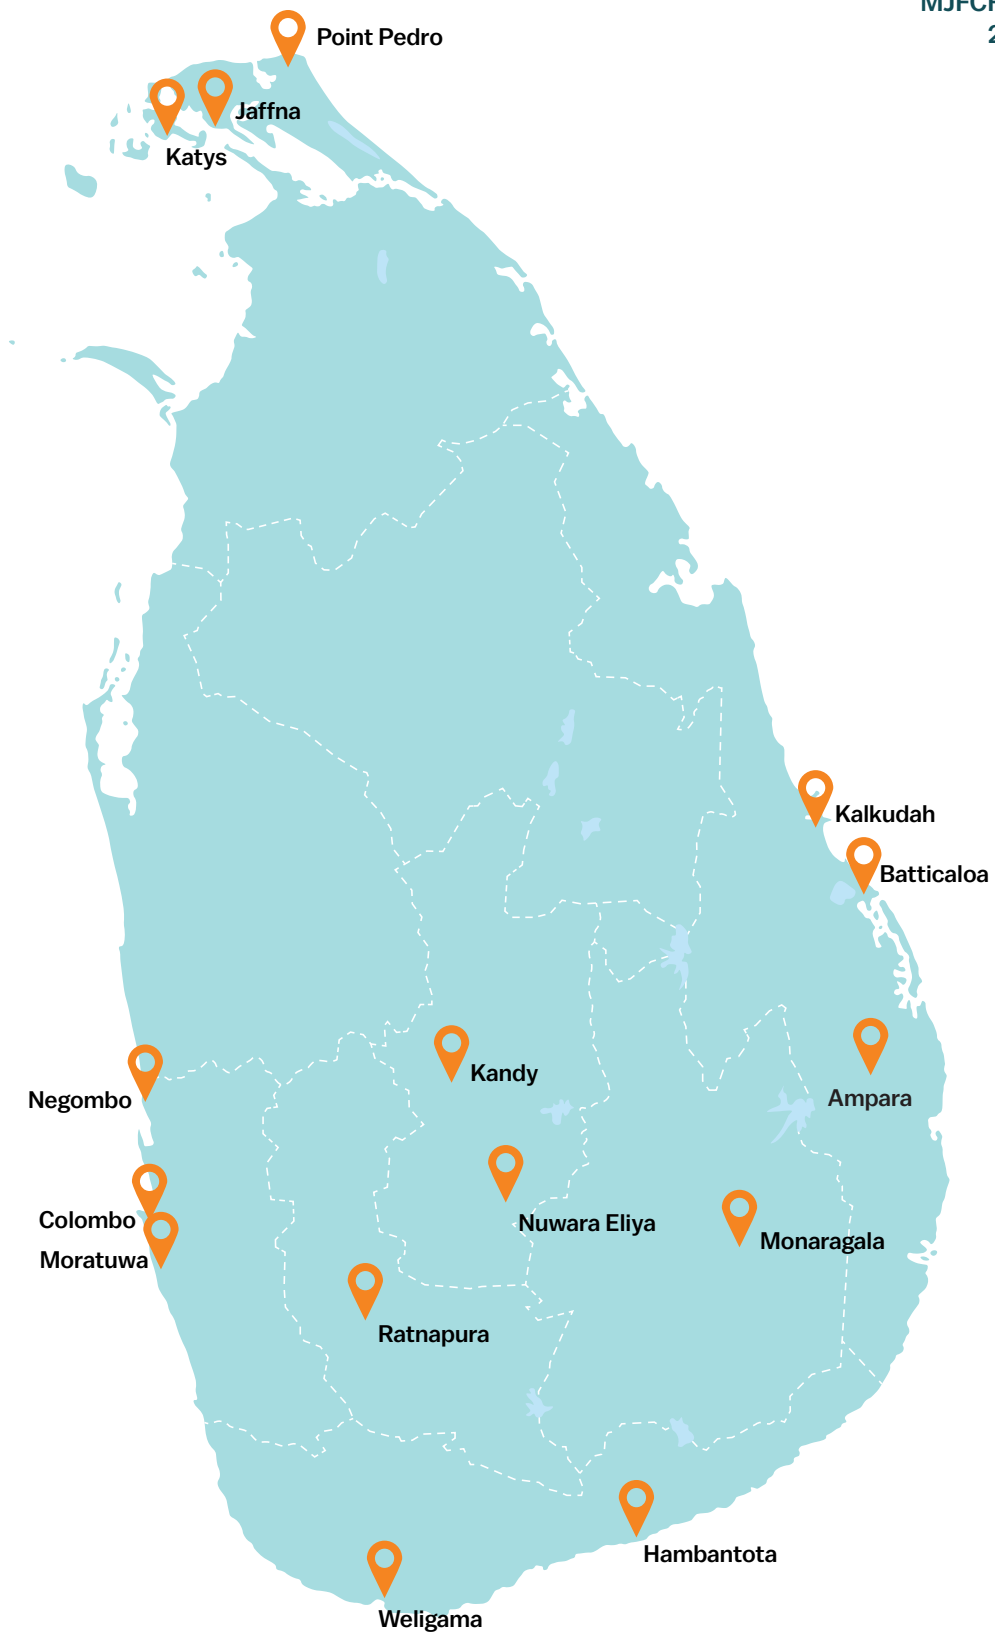 Point Pedro
Jaffna
Katys
Kalkudah
Batticaloa
Kandy
Negombo
Ampara
Colombo
Nuwara Eliya
Monaragala
Moratuwa
Ratnapura
Hambantota
Weligama